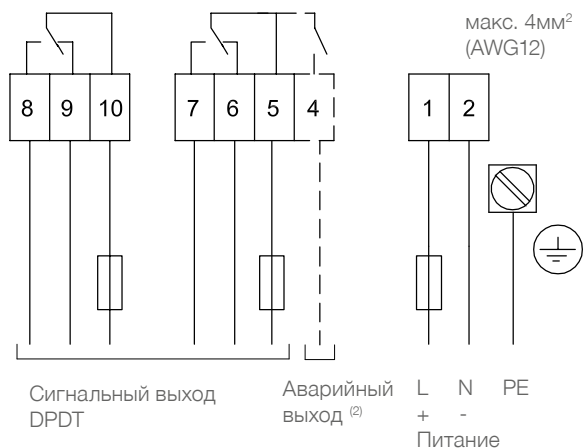 макс. 4мм²
(AWG12)
8 9 10 7 6 5 4 1 2
Сигнальный выход
DPDT
Аварийный
выход ⁽²⁾
L N PE
+ -
Питание